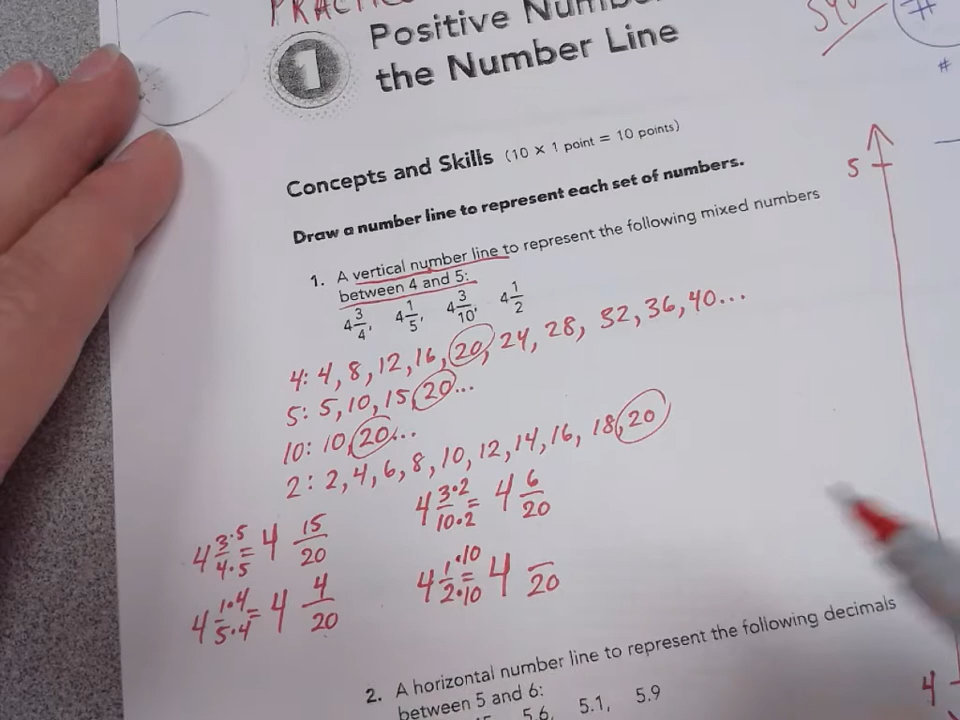 PRACTIC
Positive Numbe
1 the Number Line
#
#
Concepts and Skills (10 × 1 point = 10 points)
5
Draw a number line to represent each set of numbers.
1. A vertical number line to represent the following mixed numbers
between 4 and 5:
4 3/4, 4 1/5, 4 3/10, 4 1/2
4: 4, 8, 12, 16, 20, 24, 28, 32, 36, 40...
5: 5, 10, 15, 20...
10: 10, 20...
2: 2, 4, 6, 8, 10, 12, 14, 16, 18, 20
4 3·2/10·2 = 4 6/20
4 3·5/4·5 = 4 15/20
4 1·10/2·10 = 4 /20
4 1·4/5·4 = 4 4/20
2. A horizontal number line to represent the following decimals
between 5 and 6:
4
5.6, 5.1, 5.9